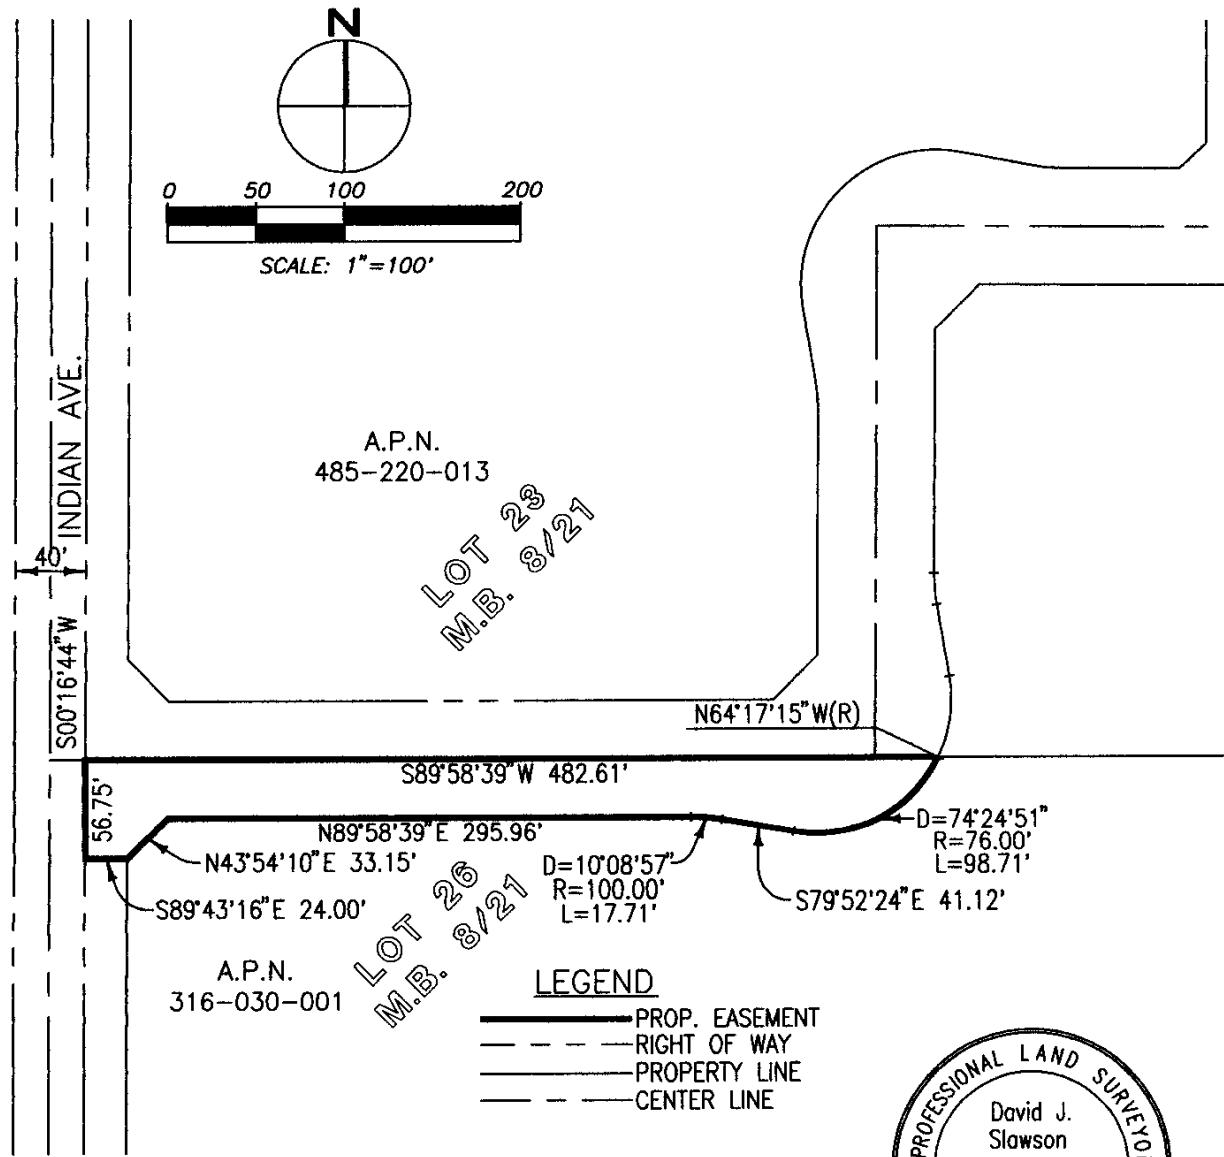 N
0 50 100 200
SCALE: 1"=100'
INDIAN AVE.
40'
A.P.N.
485-220-013
LOT 23
M.B. 8/21
S00°16'44"W
N64°17'15"W(R)
S89°58'39"W 482.61'
56.75'
N89°58'39"E 295.96'
N43°54'10"E 33.15'
S89°43'16"E 24.00'
D=10°08'57"
R=100.00'
L=17.71'
D=74°24'51"
R=76.00'
L=98.71'
S79°52'24"E 41.12'
LOT 26
M.B. 8/21
A.P.N.
316-030-001
LEGEND
PROP. EASEMENT
RIGHT OF WAY
PROPERTY LINE
CENTER LINE
PROFESSIONAL LAND SURVEYO
David J.
Slawson